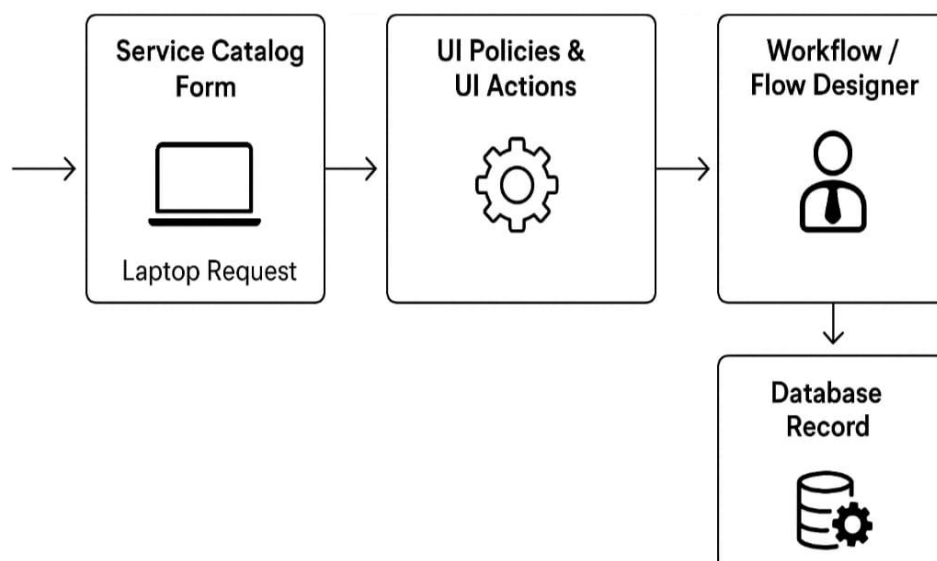 Service Catalog
Form
Laptop Request
UI Policies &
UI Actions
Workflow /
Flow Designer
Database
Record